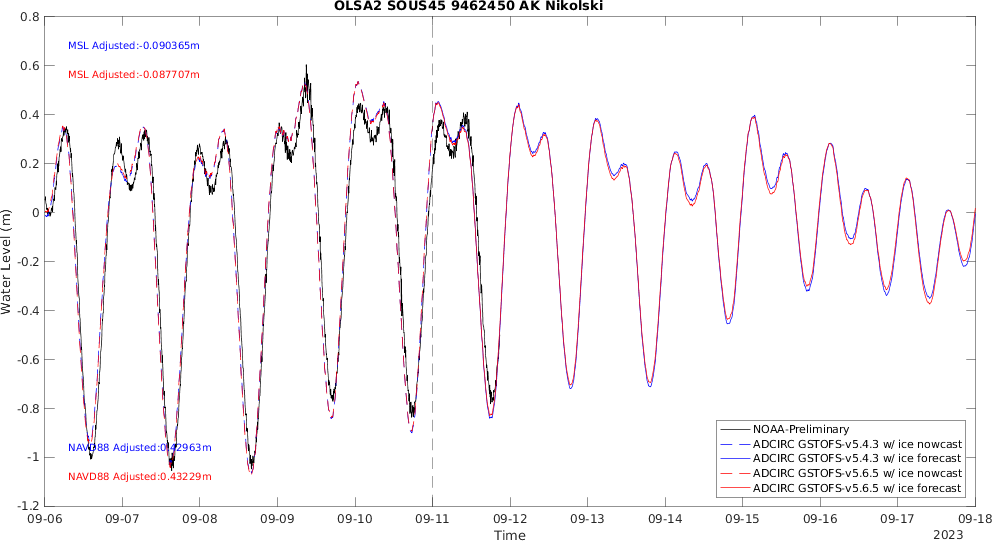 OLSA2 SOUS45 9462450 AK Nikolski
MSL Adjusted:-0.090365m
MSL Adjusted:-0.087707m
NAVD88 Adjusted:0.42963m
NAVD88 Adjusted:0.43229m
Water Level (m)
0.8
0.6
0.4
0.2
0
-0.2
-0.4
-0.6
-0.8
-1
-1.2
NOAA-Preliminary
ADCIRC GSTOFS-v5.4.3 w/ ice nowcast
ADCIRC GSTOFS-v5.4.3 w/ ice forecast
ADCIRC GSTOFS-v5.6.5 w/ ice nowcast
ADCIRC GSTOFS-v5.6.5 w/ ice forecast
09-06 09-07 09-08 09-09 09-10 09-11 09-12 09-13 09-14 09-15 09-16 09-17 09-18
Time
2023